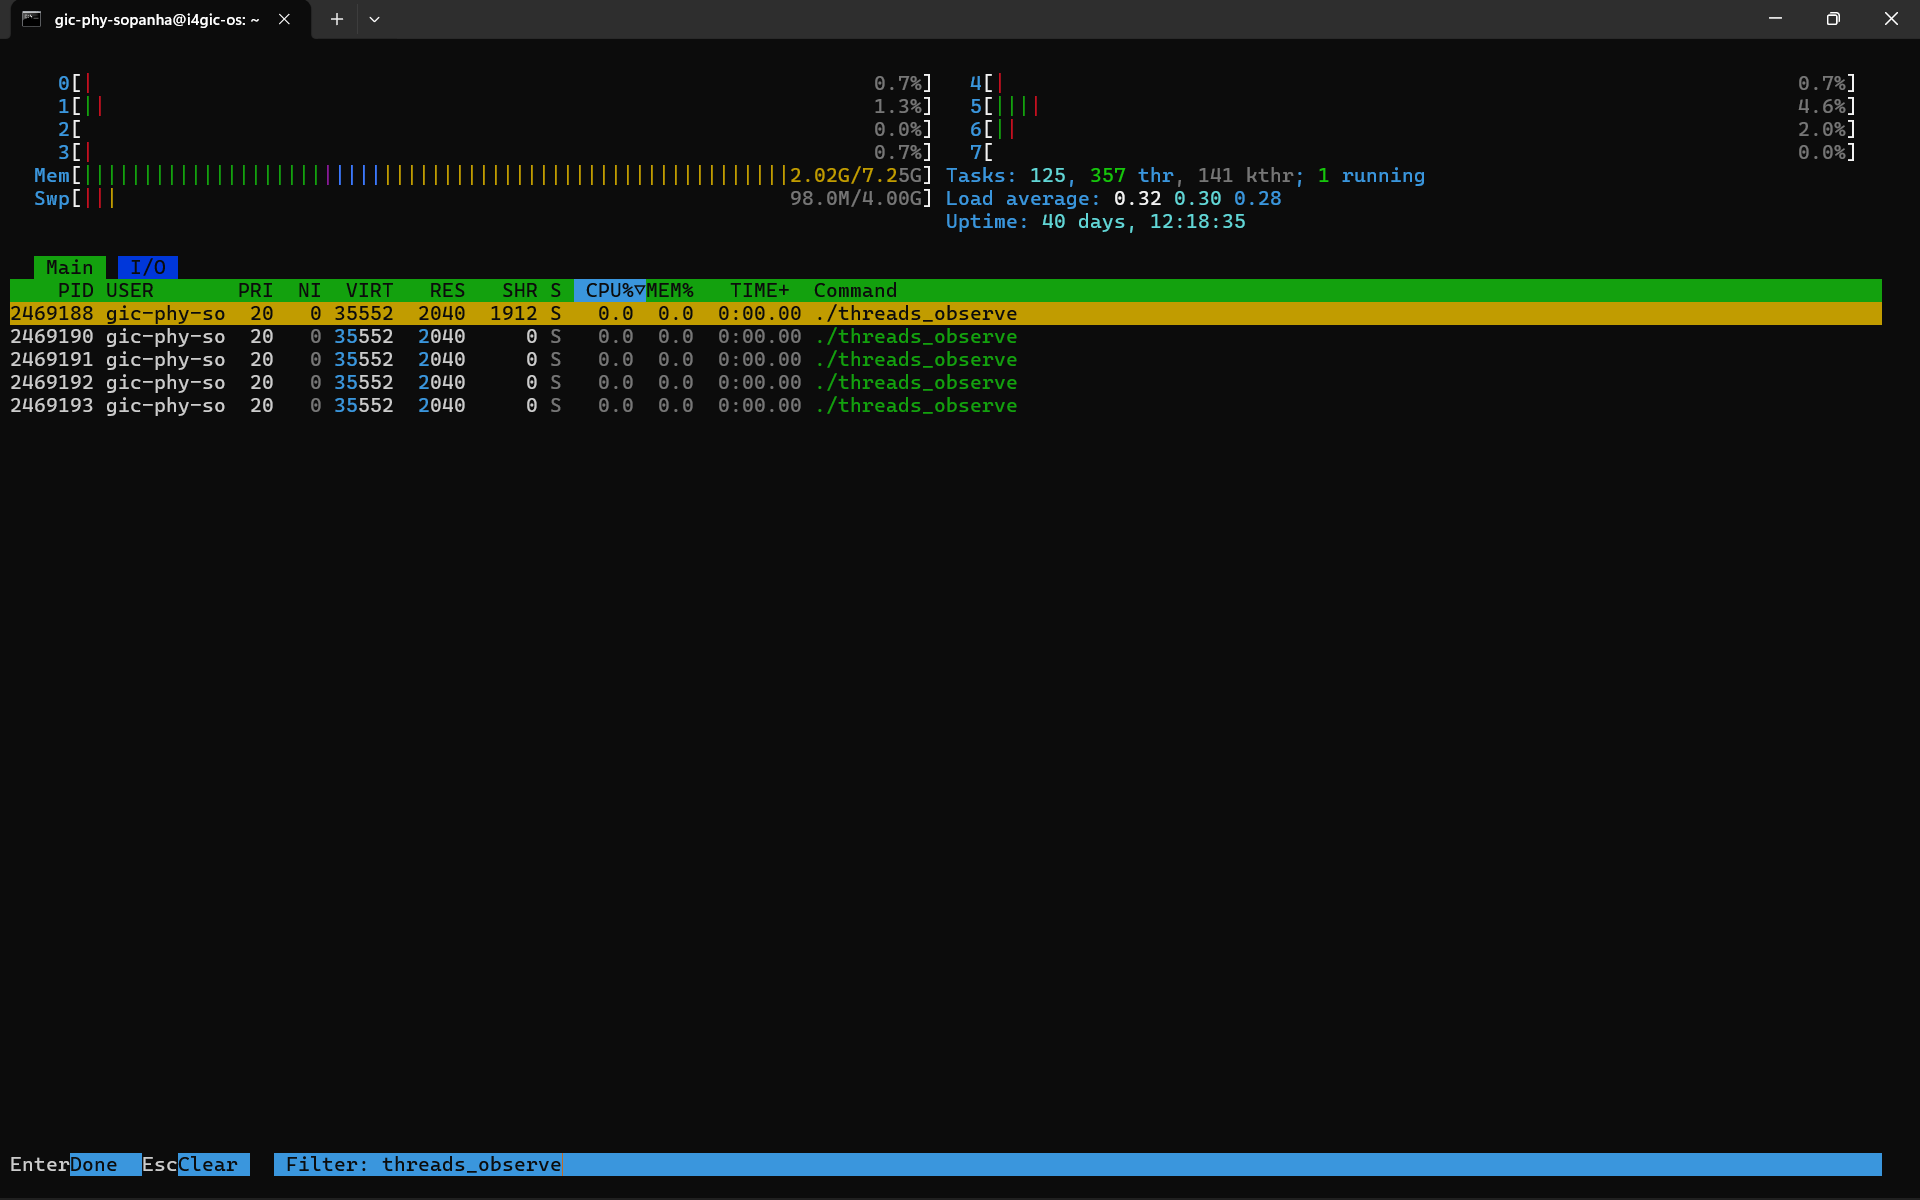 gic-phy-sopanha@i4gic-os: ~
0[| 0.7%] 4[| 0.7%]
1[|| 1.3%] 5[|||| 4.6%]
2[ 0.0%] 6[|| 2.0%]
3[| 0.7%] 7[ 0.0%]
Mem[|||||||||||||||||||||||||||||||||||||||||||||||||||||||||||2.02G/7.25G] Tasks: 125, 357 thr, 141 kthr; 1 running
Swp[||| 98.0M/4.00G] Load average: 0.32 0.30 0.28
Uptime: 40 days, 12:18:35
Main I/O
PID USER PRI NI VIRT RES SHR S CPU%▽MEM% TIME+ Command
2469188 gic-phy-so 20 0 35552 2040 1912 S 0.0 0.0 0:00.00 ./threads_observe
2469190 gic-phy-so 20 0 35552 2040 0 S 0.0 0.0 0:00.00 ./threads_observe
2469191 gic-phy-so 20 0 35552 2040 0 S 0.0 0.0 0:00.00 ./threads_observe
2469192 gic-phy-so 20 0 35552 2040 0 S 0.0 0.0 0:00.00 ./threads_observe
2469193 gic-phy-so 20 0 35552 2040 0 S 0.0 0.0 0:00.00 ./threads_observe
EnterDone EscClear Filter: threads_observe